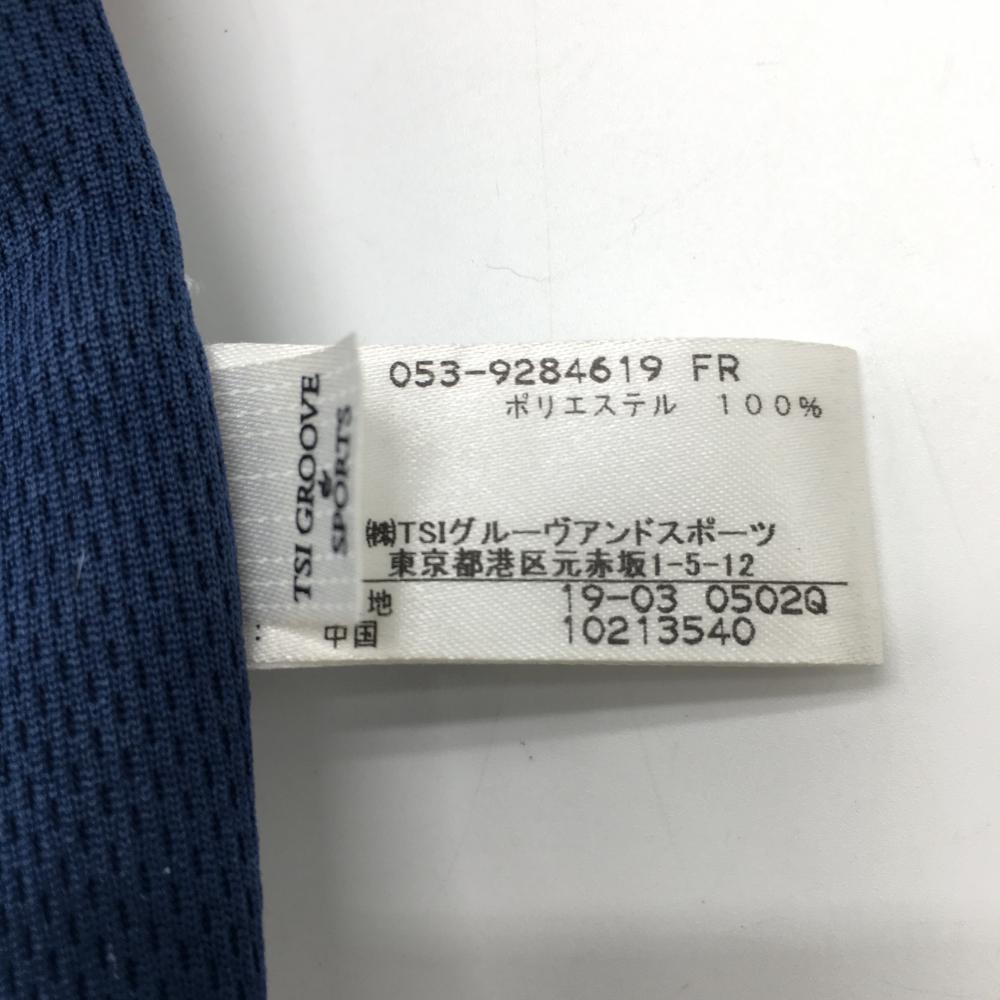 053-9284619 FR
ポリエステル 100%
TSI GROOVE
&
SPORTS
㈱TSIグルーヴアンドスポーツ
東京都港区元赤坂1-5-12
地 19-03 0502Q
中国 10213540